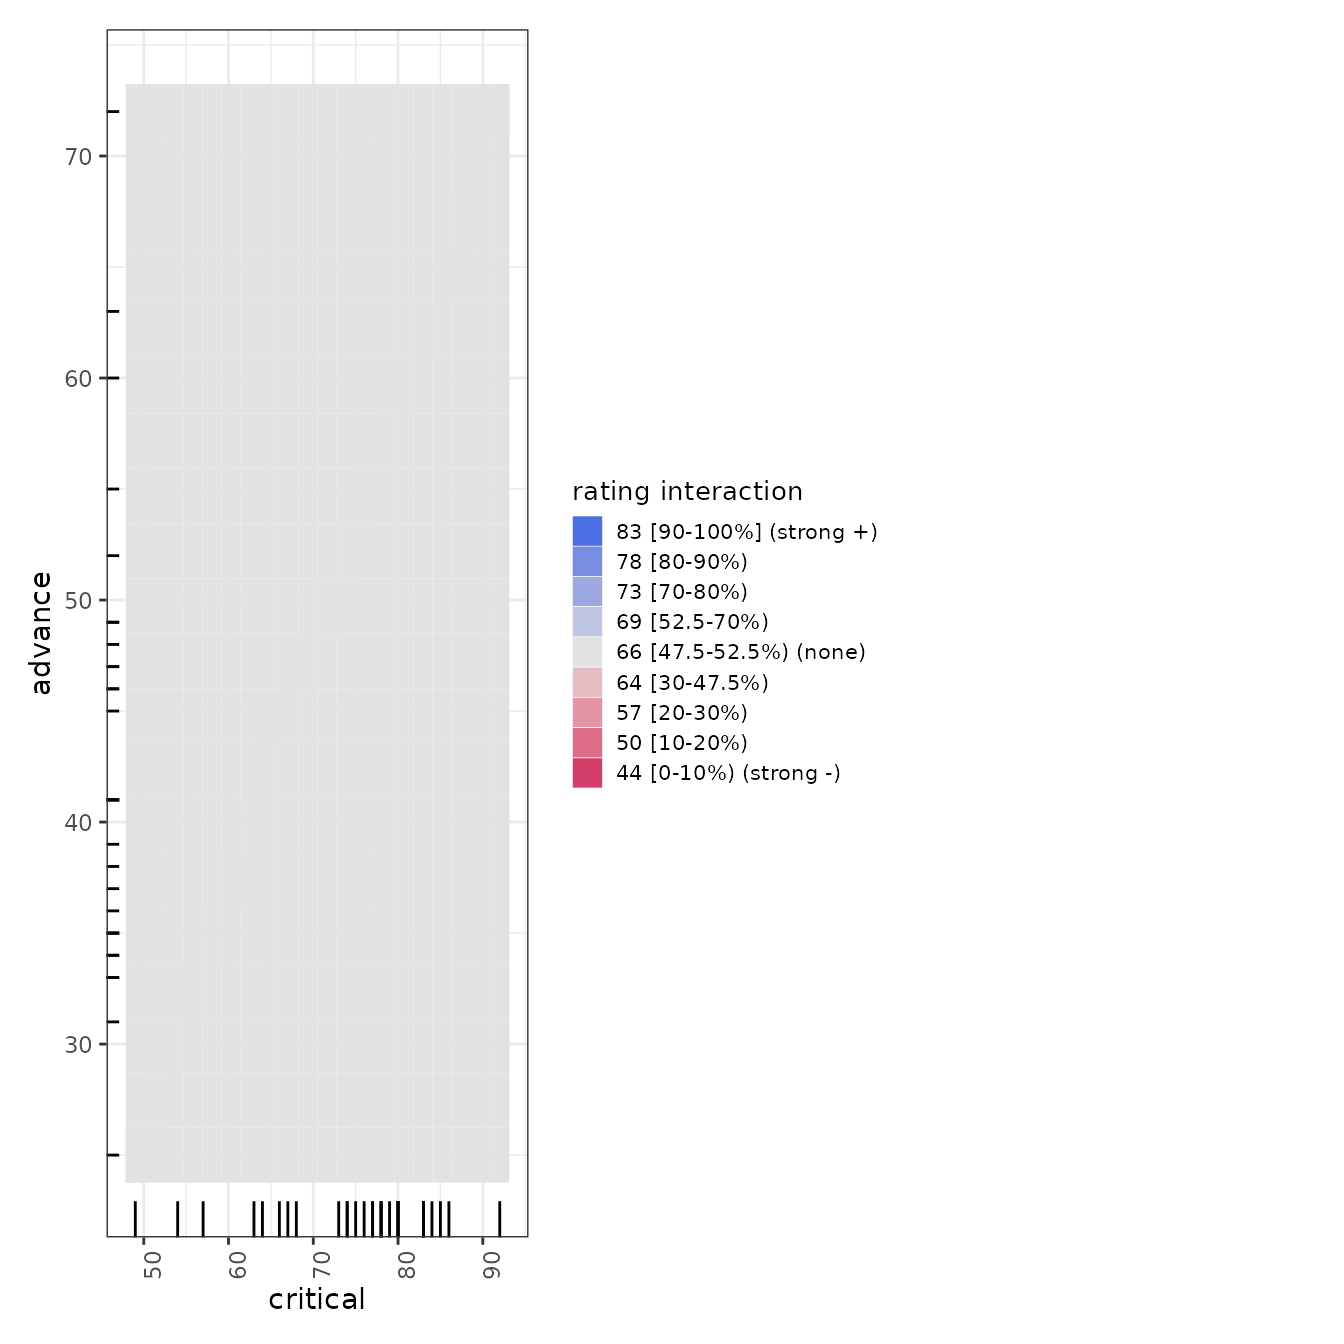 70
60
50
40
30
advance
50
60
70
80
90
critical
rating interaction
83 [90-100%] (strong +)
78 [80-90%)
73 [70-80%)
69 [52.5-70%)
66 [47.5-52.5%) (none)
64 [30-47.5%)
57 [20-30%)
50 [10-20%)
44 [0-10%) (strong -)